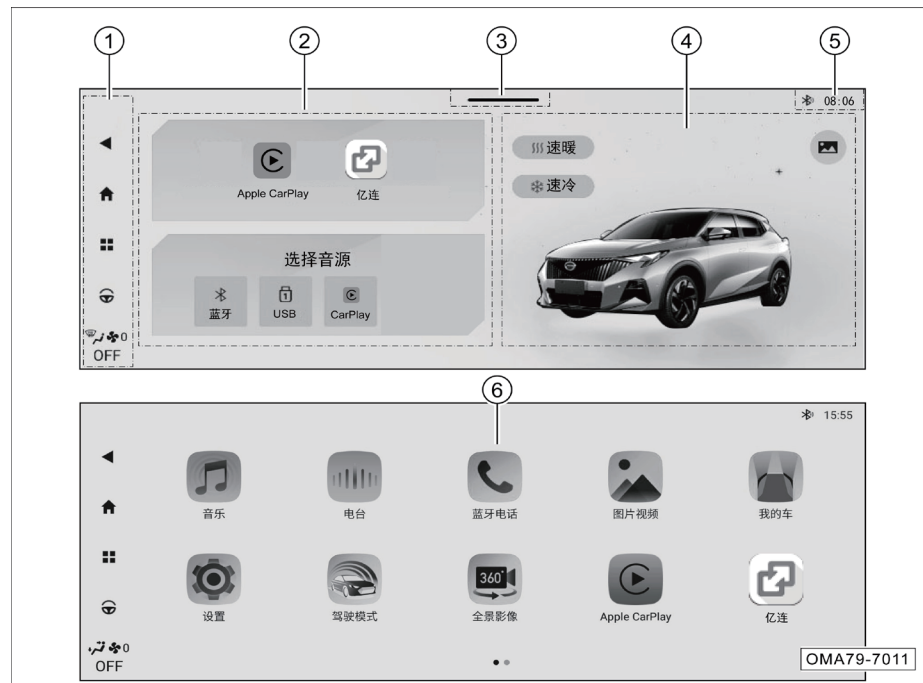 1
2
3
4
5
08:06
速暖
速冷
Apple CarPlay
亿连
选择音源
1
蓝牙
USB
CarPlay
0
OFF
6
15:55
音乐
电台
蓝牙电话
图片视频
我的车
360°
设置
驾驶模式
全景影像
Apple CarPlay
亿连
0
OFF
OMA79-7011